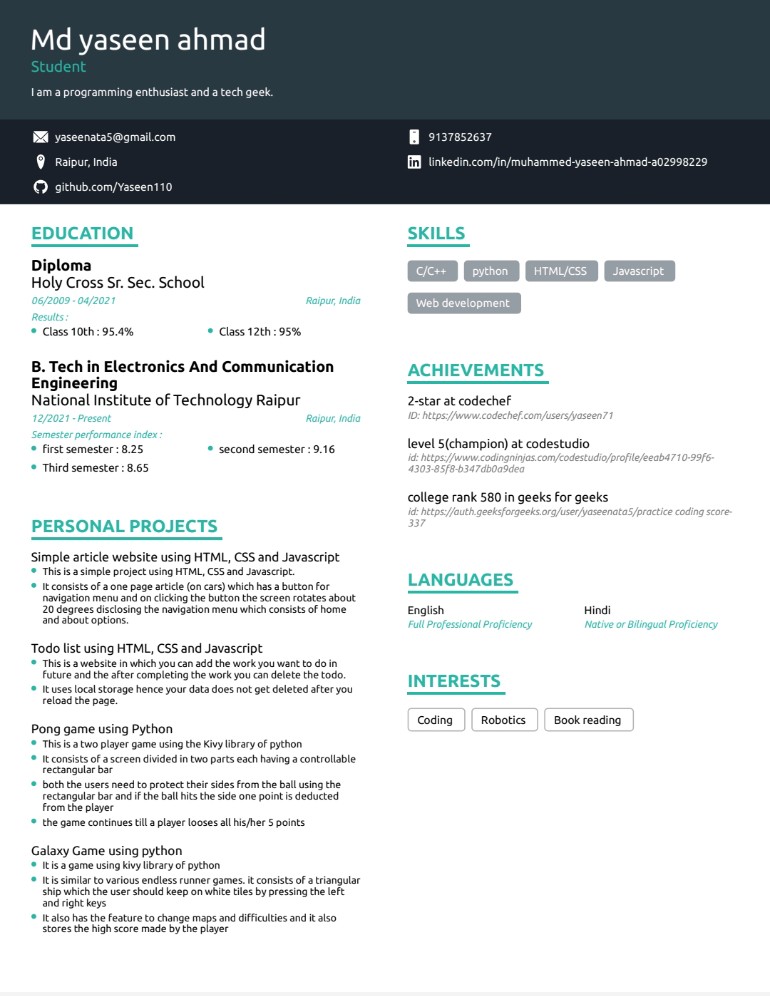 Md yaseen ahmad
Student
I am a programming enthusiast and a tech geek.
yaseenata5@gmail.com
9137852637
Raipur, India
linkedin.com/in/muhammed-yaseen-ahmad-a02998229
github.com/Yaseen110
EDUCATION
Diploma
Holy Cross Sr. Sec. School
06/2009 - 04/2021
Raipur, India
Results :
Class 10th : 95.4%
Class 12th : 95%
B. Tech in Electronics And Communication
Engineering
National Institute of Technology Raipur
12/2021 - Present
Raipur, India
Semester performance index :
first semester : 8.25
second semester : 9.16
Third semester : 8.65
PERSONAL PROJECTS
Simple article website using HTML, CSS and Javascript
This is a simple project using HTML, CSS and Javascript.
It consists of a one page article (on cars) which has a button for
navigation menu and on clicking the button the screen rotates about
20 degrees disclosing the navigation menu which consists of home
and about options.
Todo list using HTML, CSS and Javascript
This is a website in which you can add the work you want to do in
future and the after completing the work you can delete the todo.
It uses local storage hence your data does not get deleted after you
reload the page.
Pong game using Python
This is a two player game using the Kivy library of python
It consists of a screen divided in two parts each having a controllable
rectangular bar
both the users need to protect their sides from the ball using the
rectangular bar and if the ball hits the side one point is deducted
from the player
the game continues till a player looses all his/her 5 points
Galaxy Game using python
It is a game using kivy library of python
It is similar to various endless runner games. it consists of a triangular
ship which the user should keep on white tiles by pressing the left
and right keys
It also has the feature to change maps and difficulties and it also
stores the high score made by the player
SKILLS
C/C++
python
HTML/CSS
Javascript
Web development
ACHIEVEMENTS
2-star at codechef
ID: https://www.codechef.com/users/yaseen71
level 5(champion) at codestudio
id: https://www.codingninjas.com/codestudio/profile/eeab4710-99f6-
4303-85f8-b347db0a9dea
college rank 580 in geeks for geeks
id: https://auth.geeksforgeeks.org/user/yaseenata5/practice coding score-
337
LANGUAGES
English
Full Professional Proficiency
Hindi
Native or Bilingual Proficiency
INTERESTS
Coding
Robotics
Book reading